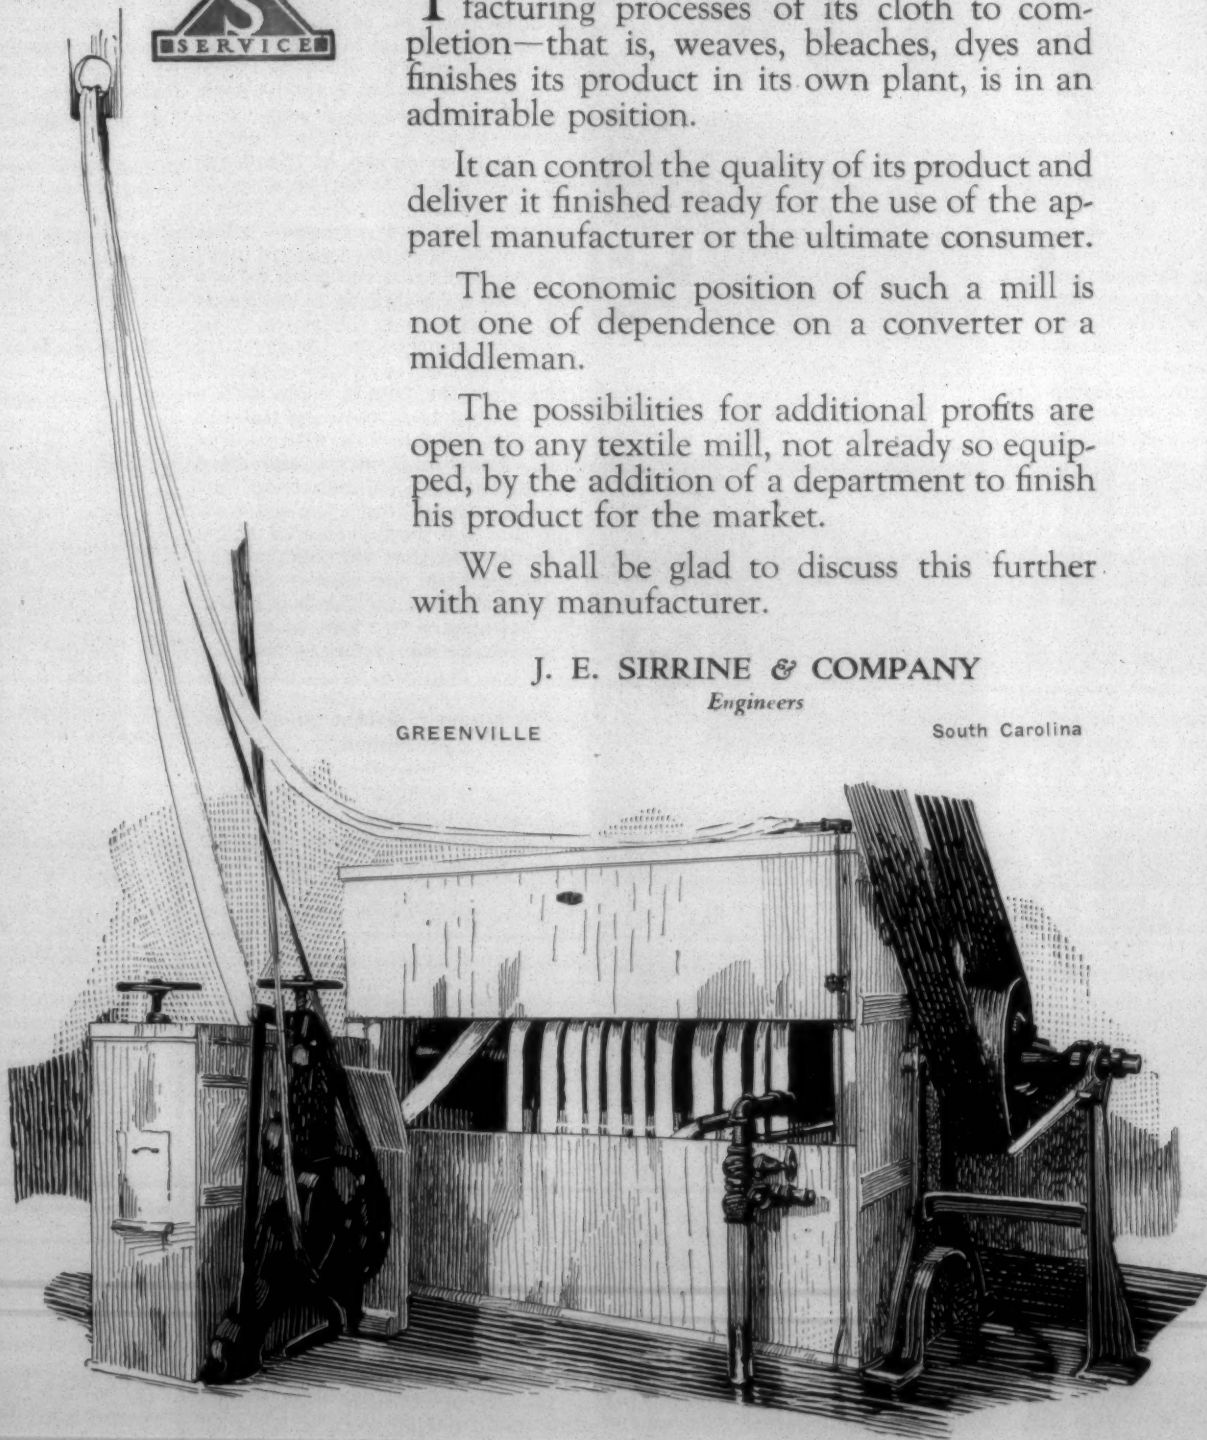 S
SERVICE
facturing processes of its cloth to com-
pletion—that is, weaves, bleaches, dyes and
finishes its product in its own plant, is in an
admirable position.
It can control the quality of its product and
deliver it finished ready for the use of the ap-
parel manufacturer or the ultimate consumer.
The economic position of such a mill is
not one of dependence on a converter or a
middleman.
The possibilities for additional profits are
open to any textile mill, not already so equip-
ped, by the addition of a department to finish
his product for the market.
We shall be glad to discuss this further
with any manufacturer.
J. E. SIRRINE & COMPANY
Engineers
GREENVILLE South Carolina